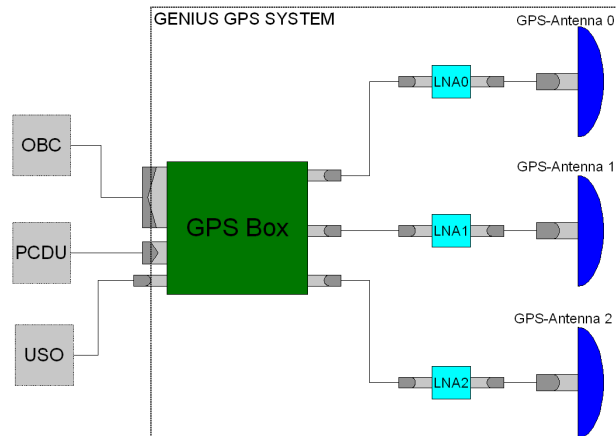 GENIUS GPS SYSTEM
GPS-Antenna 0
LNA0
OBC
GPS-Antenna 1
GPS Box
LNA1
PCDU
GPS-Antenna 2
USO
LNA2